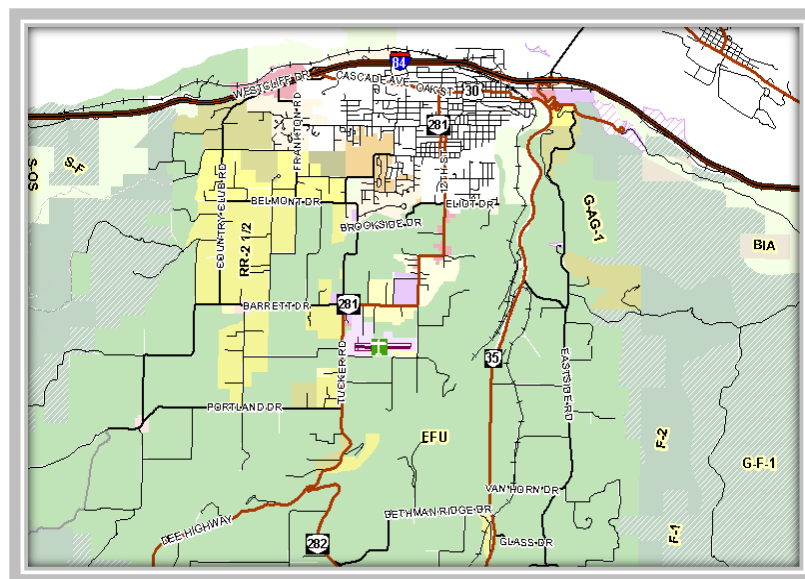 84
WESTCLIFF DR
CASCADE AVE
OAK ST
30
FRANKTON RD
281
12TH ST
S-OS
S-F
COUNTRY CLUB RD
BELMONT DR
ELIOT DR
G-AG-1
BROOKSIDE DR
RR-2 1/2
BIA
BARRETT DR
281
TUCKER RD
35
EASTSIDE RD
PORTLAND DR
EFU
F-2
G-F-1
VAN HORN DR
DEE HIGHWAY
DETHMAN RIDGE DR
F-1
282
GLASS DR